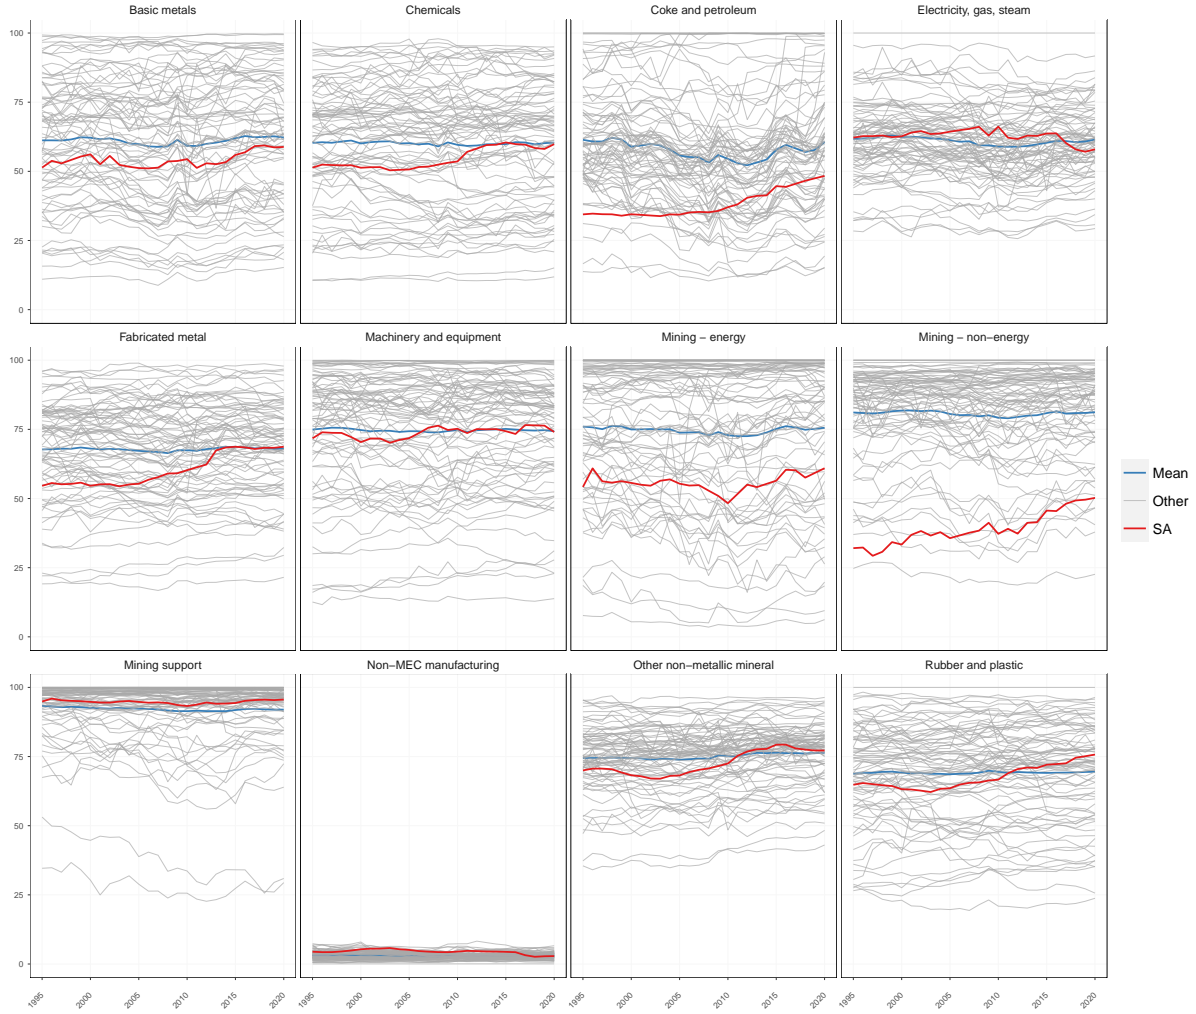 Basic metals
Chemicals
Coke and petroleum
Electricity, gas, steam
100
75
50
25
0
Fabricated metal
Machinery and equipment
Mining − energy
Mining − non−energy
100
75
50
25
0
Mean
Other
SA
Mining support
Non−MEC manufacturing
Other non−metallic mineral
Rubber and plastic
100
75
50
25
0
1995 2000 2005 2010 2015 2020
1995 2000 2005 2010 2015 2020
1995 2000 2005 2010 2015 2020
1995 2000 2005 2010 2015 2020